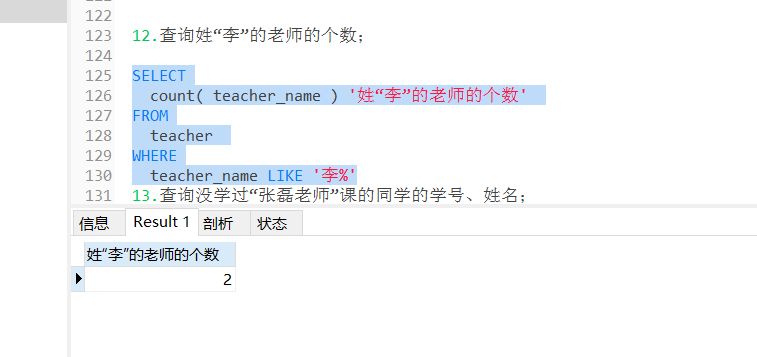 122
123 12.查询姓“李”的老师的个数;
124
125 SELECT
126 count( teacher_name ) '姓“李”的老师的个数'
127 FROM
128 teacher
129 WHERE
130 teacher_name LIKE '李%'
131 13.查询没学过“张磊老师”课的同学的学号、姓名;
信息 Result 1 剖析 状态
姓“李”的老师的个数
2